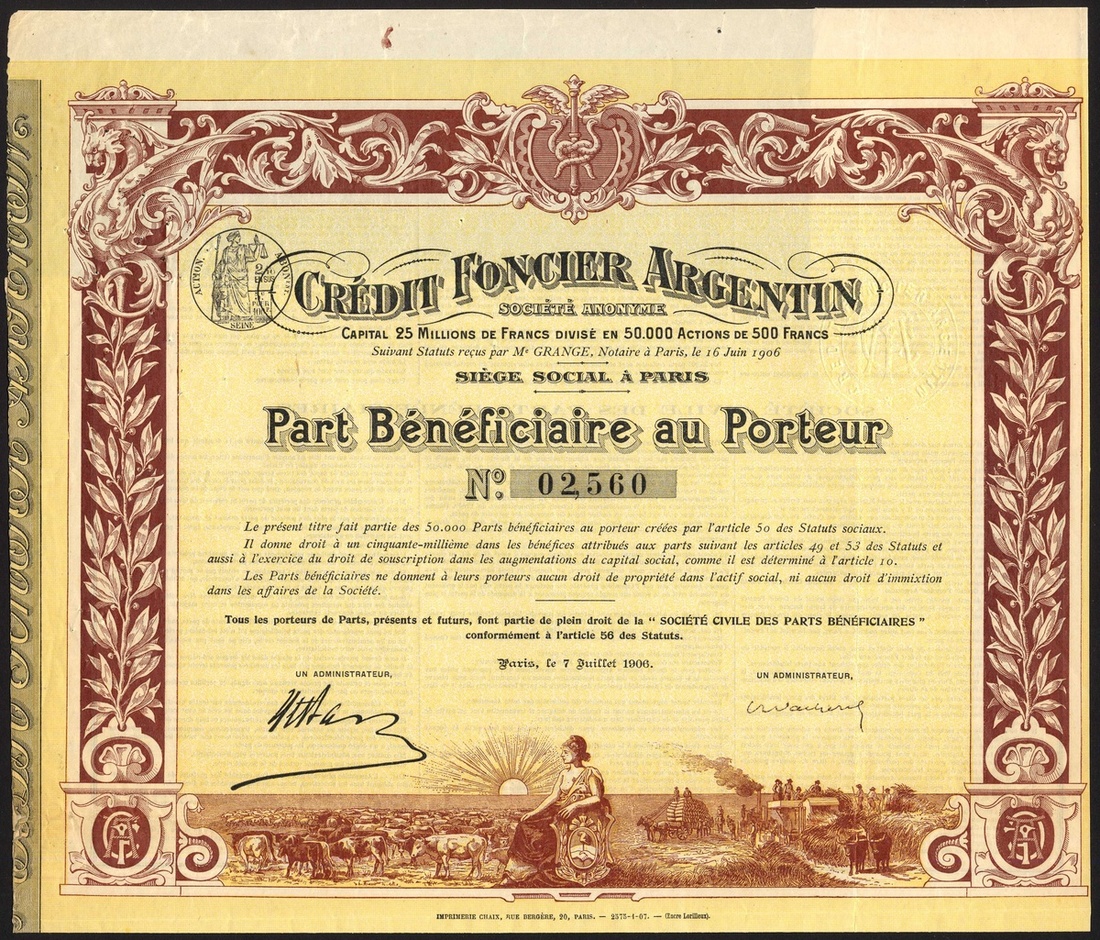 CRÉDIT FONCIER ARGENTIN
SOCIÉTÉ ANONYME
CAPITAL 25 MILLIONS DE FRANCS DIVISÉ EN 50.000 ACTIONS DE 500 FRANCS
Suivant Statuts reçus par Me GRANGE, Notaire à Paris, le 16 Juin 1906
SIÈGE SOCIAL À PARIS
Part Bénéficiaire au Porteur
No. 02,560
Le présent titre fait partie des 50.000 Parts bénéficiaires au porteur créées par l'article 50 des Statuts sociaux.
Il donne droit à un cinquante-millième dans les bénéfices attribués aux parts suivant les articles 49 et 53 des Statuts et
aussi à l'exercice du droit de souscription dans les augmentations du capital social, comme il est déterminé à l'article 10.
Les Parts bénéficiaires ne donnent à leurs porteurs aucun droit de propriété dans l'actif social, ni aucun droit d'immixtion
dans les affaires de la Société.
Tous les porteurs de Parts, présents et futurs, font partie de plein droit de la “ SOCIÉTÉ CIVILE DES PARTS BÉNÉFICIAIRES ”
conformément à l'article 56 des Statuts.
Paris, le 7 Juillet 1906.
UN ADMINISTRATEUR,
UN ADMINISTRATEUR,
SEINE
IMPRIMERIE CHAIX, RUE BERGÈRE, 20, PARIS. — 2575-1-07. — (Encre Lorilleux).